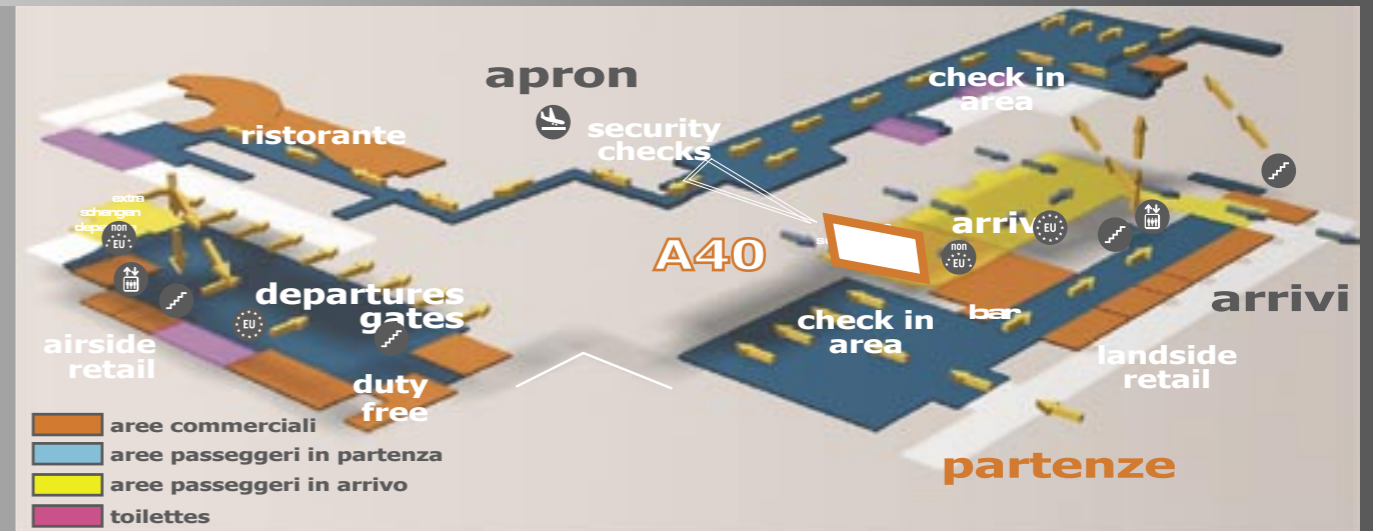 apron
check in
area
ristorante
security
checks
extra
schengen
non
EU
arriv
EU
non
EU
A40
departures
gates
EU
arrivi
check in
area
bar
airside
retail
landside
retail
duty
free
aree commerciali
aree passeggeri in partenza
aree passeggeri in arrivo
toilettes
partenze